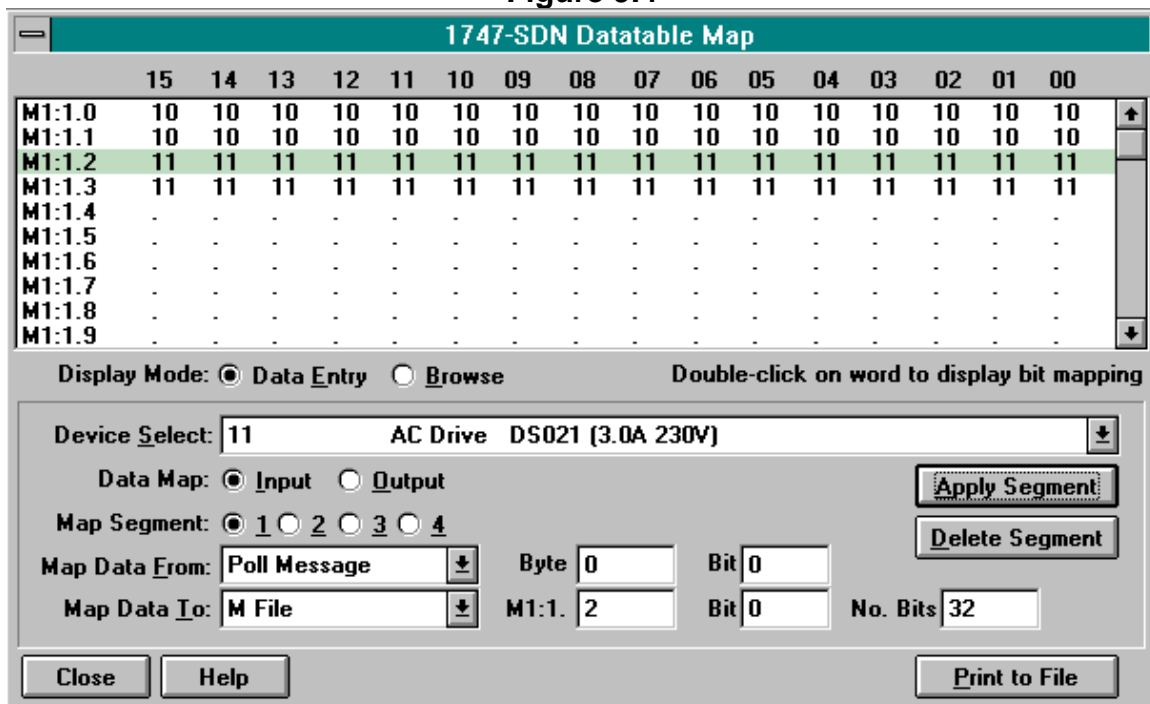 1747-SDN Datatable Map
15 14 13 12 11 10 09 08 07 06 05 04 03 02 01 00
M1:1.0 10 10 10 10 10 10 10 10 10 10 10 10 10 10 10 10
M1:1.1 10 10 10 10 10 10 10 10 10 10 10 10 10 10 10 10
M1:1.2 11 11 11 11 11 11 11 11 11 11 11 11 11 11 11 11
M1:1.3 11 11 11 11 11 11 11 11 11 11 11 11 11 11 11 11
M1:1.4 . . . . . . . . . . . . . . . .
M1:1.5 . . . . . . . . . . . . . . . .
M1:1.6 . . . . . . . . . . . . . . . .
M1:1.7 . . . . . . . . . . . . . . . .
M1:1.8 . . . . . . . . . . . . . . . .
M1:1.9 . . . . . . . . . . . . . . . .
Display Mode: Data Entry Browse Double-click on word to display bit mapping
Device Select: 11 AC Drive DS021 (3.0A 230V)
Data Map: Input Output
Apply Segment
Map Segment: 1 2 3 4
Delete Segment
Map Data From: Poll Message Byte 0 Bit 0
Map Data To: M File M1:1. 2 Bit 0 No. Bits 32
Close Help Print to File